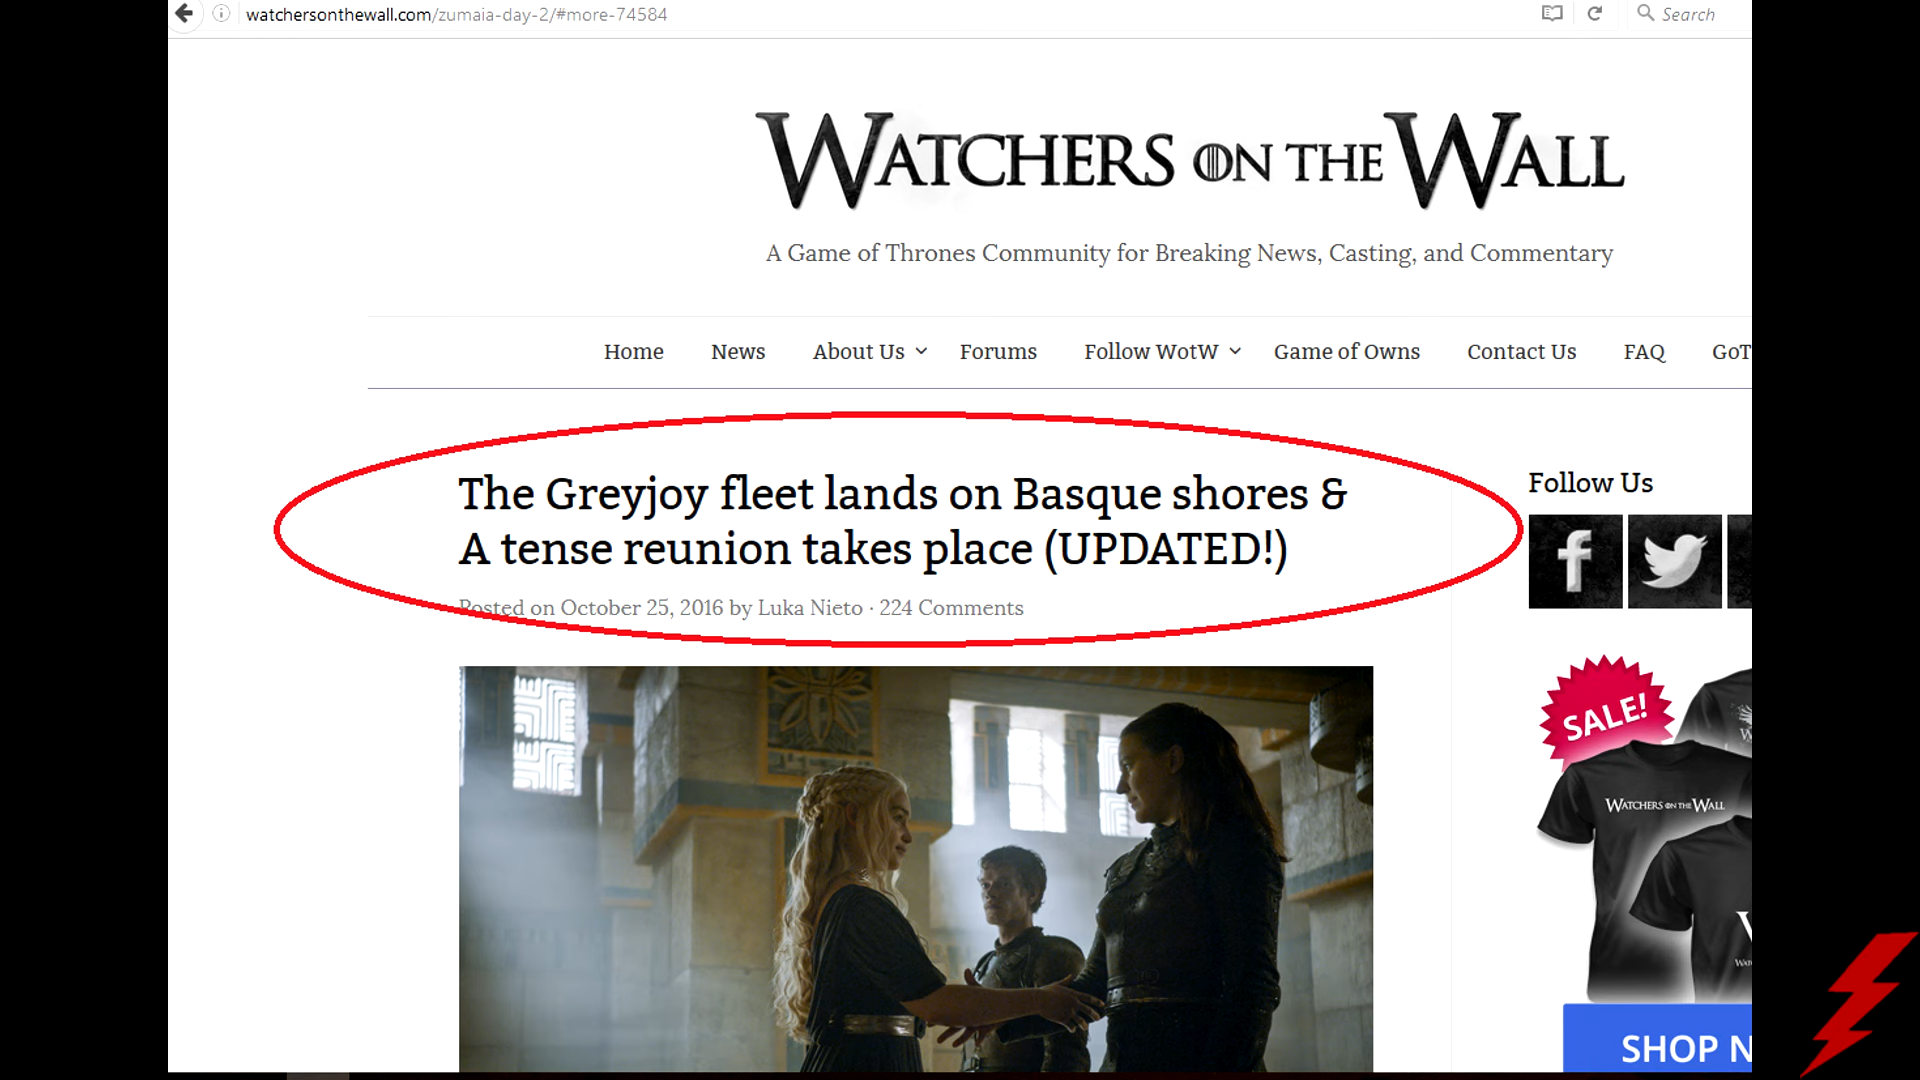 watchersonthewall.com/zumaia-day-2/#more-74584
Search
WATCHERS ON THE WALL
A Game of Thrones Community for Breaking News, Casting, and Commentary
Home News About Us Forums Follow WotW Game of Owns Contact Us FAQ GoT
The Greyjoy fleet lands on Basque shores &
A tense reunion takes place (UPDATED!)
Posted on October 25, 2016 by Luka Nieto · 224 Comments
Follow Us
SALE!
WATCHERS ON THE WALL
SHOP N